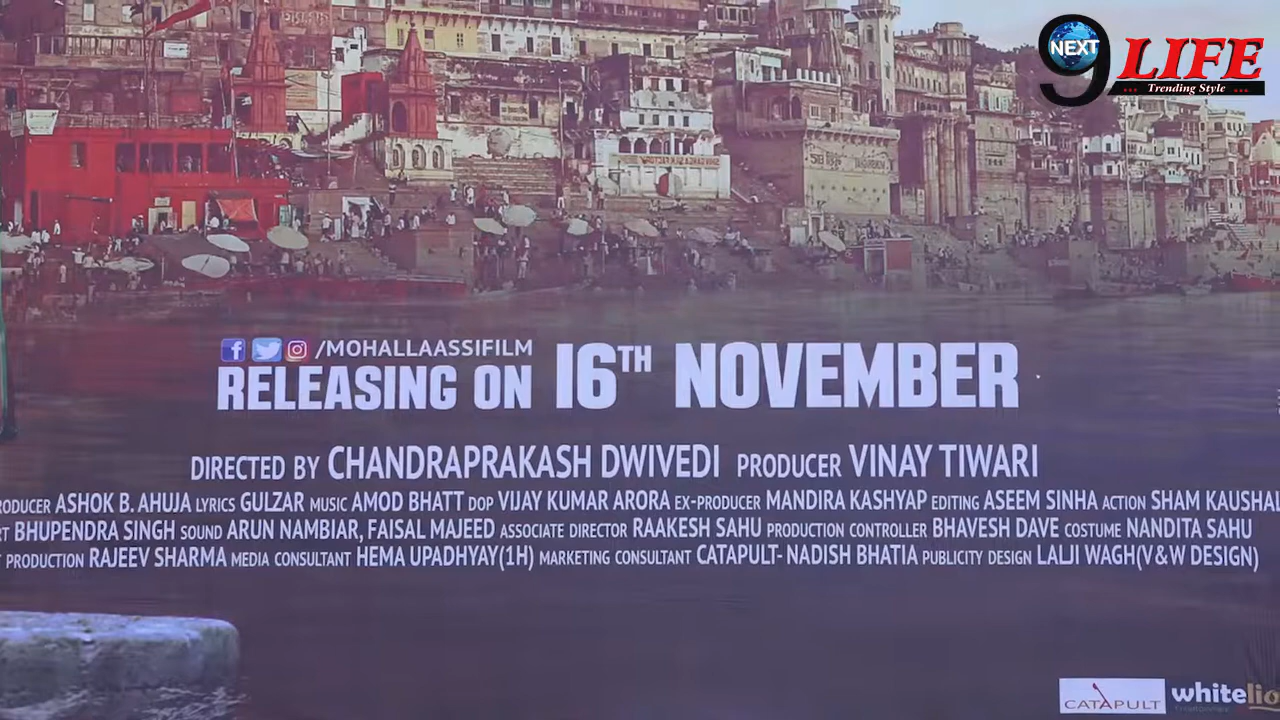 9 NEXT LIFE
Trending Style
/MOHALLAASSIFILM
RELEASING ON 16TH NOVEMBER
DIRECTED BY CHANDRAPRAKASH DWIVEDI PRODUCER VINAY TIWARI
RODUCER ASHOK B. AHUJA LYRICS GULZAR MUSIC AMOD BHATT DOP VIJAY KUMAR ARORA EX-PRODUCER MANDIRA KASHYAP EDITING ASEEM SINHA ACTION SHAM KAUSHAL
RT BHUPENDRA SINGH SOUND ARUN NAMBIAR, FAISAL MAJEED ASSOCIATE DIRECTOR RAAKESH SAHU PRODUCTION CONTROLLER BHAVESH DAVE COSTUME NANDITA SAHU
PRODUCTION RAJEEV SHARMA MEDIA CONSULTANT HEMA UPADHYAY(1H) MARKETING CONSULTANT CATAPULT- NADISH BHATIA PUBLICITY DESIGN LALJI WAGH(V&W DESIGN)
CATAPULT whitelio